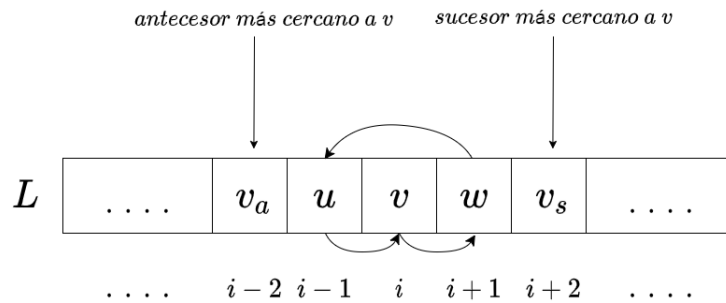 antecesor más cercano a v sucesor más cercano a v
L . . . . v_a u v w v_s . . . .
. . . . i − 2 i − 1 i i + 1 i + 2 . . . .